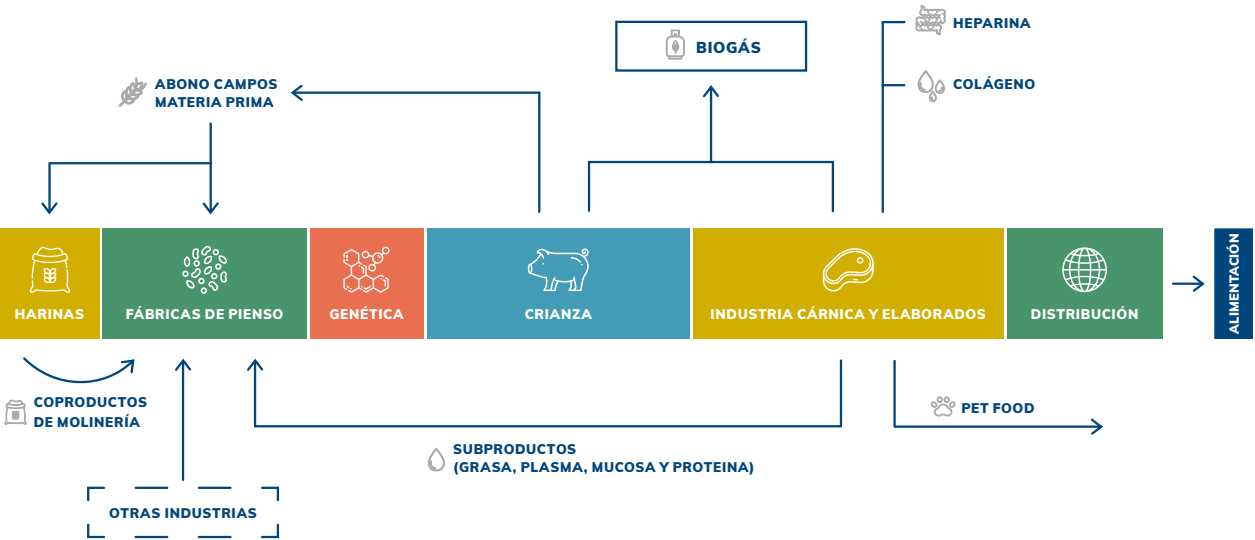 HEPARINA
BIOGÁS
COLÁGENO
ABONO CAMPOS
MATERIA PRIMA
HARINAS
FÁBRICAS DE PIENSO
GENÉTICA
CRIANZA
INDUSTRIA CÁRNICA Y ELABORADOS
DISTRIBUCIÓN
ALIMENTACIÓN
COPRODUCTOS
DE MOLINERÍA
PET FOOD
SUBPRODUCTOS
(GRASA, PLASMA, MUCOSA Y PROTEINA)
OTRAS INDUSTRIAS